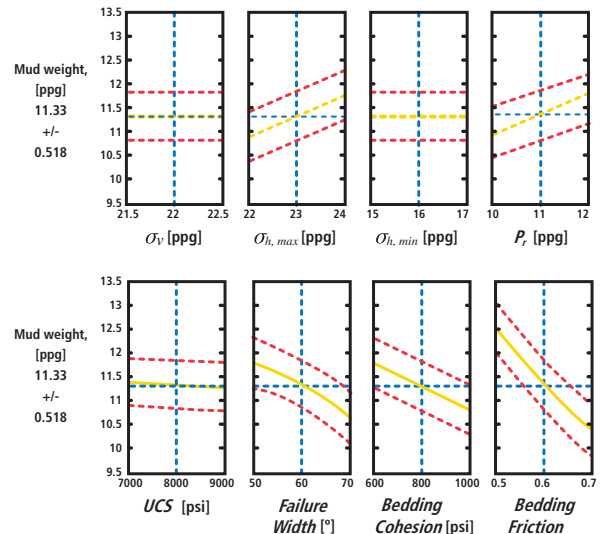 13.5
13
12.5
12
11.5
11
10.5
10
9.5
Mud weight,
[ppg]
11.33
+/-
0.518
21.5 22 22.5 22 23 24 15 16 17 10 11 12
σv [ppg] σh, max [ppg] σh, min [ppg] Pr [ppg]
13.5
13
12.5
12
11.5
11
10.5
10
9.5
Mud weight,
[ppg]
11.33
+/-
0.518
7000 8000 9000 50 60 70 600 800 1000 0.5 0.6 0.7
UCS [psi] Failure Bedding Bedding
Width [°] Cohesion [psi] Friction